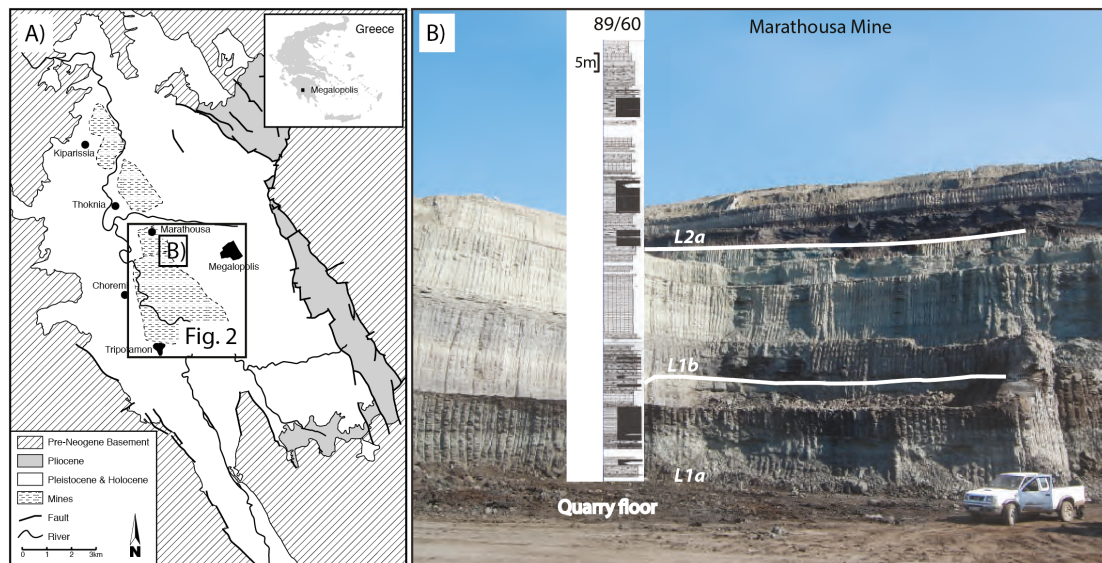 A)
Greece
Megalopolis
Kiparissia
Thoknia
Marathousa
B)
Megalopolis
Choremi
Fig. 2
Tripotamon
Pre-Neogene Basement
Pliocene
Pleistocene & Holocene
Mines
Fault
River
0 1 2 3km
N
B)
89/60
Marathousa Mine
5m
L2a
L1b
L1a
Quarry floor